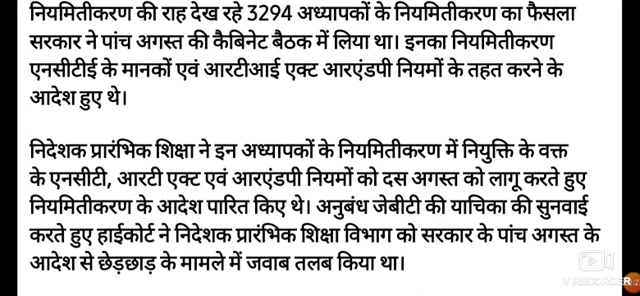 नियमितीकरण की राह देख रहे 3294 अध्यापकों के नियमितीकरण का फैसला
सरकार ने पांच अगस्त की कैबिनेट बैठक में लिया था। इनका नियमितीकरण
एनसीटीई के मानकों एवं आरटीआई एक्ट आरएंडपी नियमों के तहत करने के
आदेश हुए थे।
निदेशक प्रारंभिक शिक्षा ने इन अध्यापकों के नियमितीकरण में नियुक्ति के वक्त
के एनसीटी, आरटी एक्ट एवं आरएंडपी नियमों को दस अगस्त को लागू करते हुए
नियमितीकरण के आदेश पारित किए थे। अनुबंध जेबीटी की याचिका की सुनवाई
करते हुए हाईकोर्ट ने निदेशक प्रारंभिक शिक्षा विभाग को सरकार के पांच अगस्त के
आदेश से छेड़छाड़ के मामले में जवाब तलब किया था।
V RECORDER